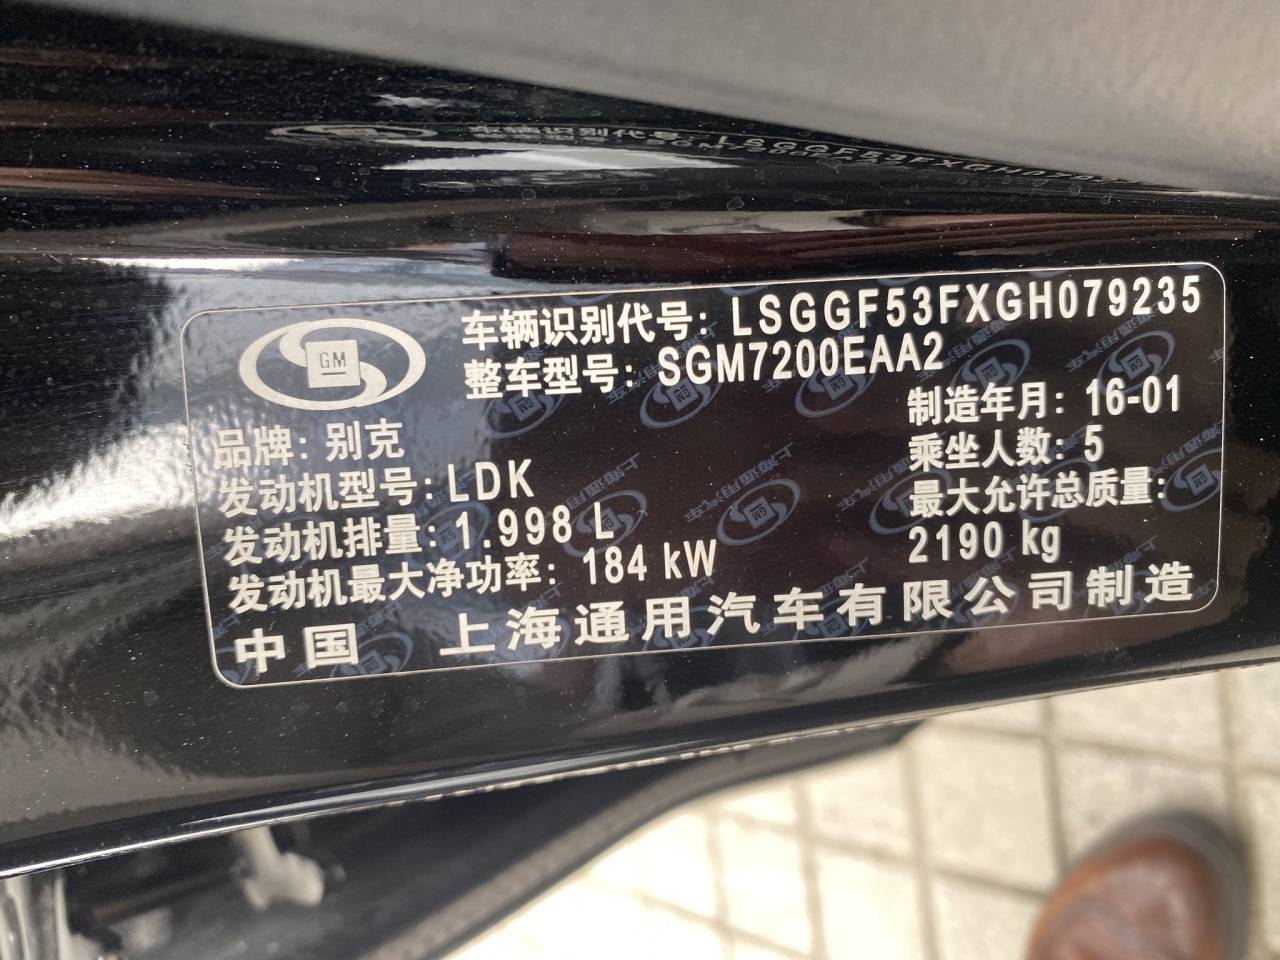 车辆识别代号: LSGGF53FXGH079235
整车型号: SGM7200EAA2
GM
品牌: 别克
制造年月: 16-01
发动机型号: LDK
乘坐人数: 5
发动机排量: 1.998 L
最大允许总质量:
2190 kg
发动机最大净功率: 184 kW
中国 上海通用汽车有限公司制造